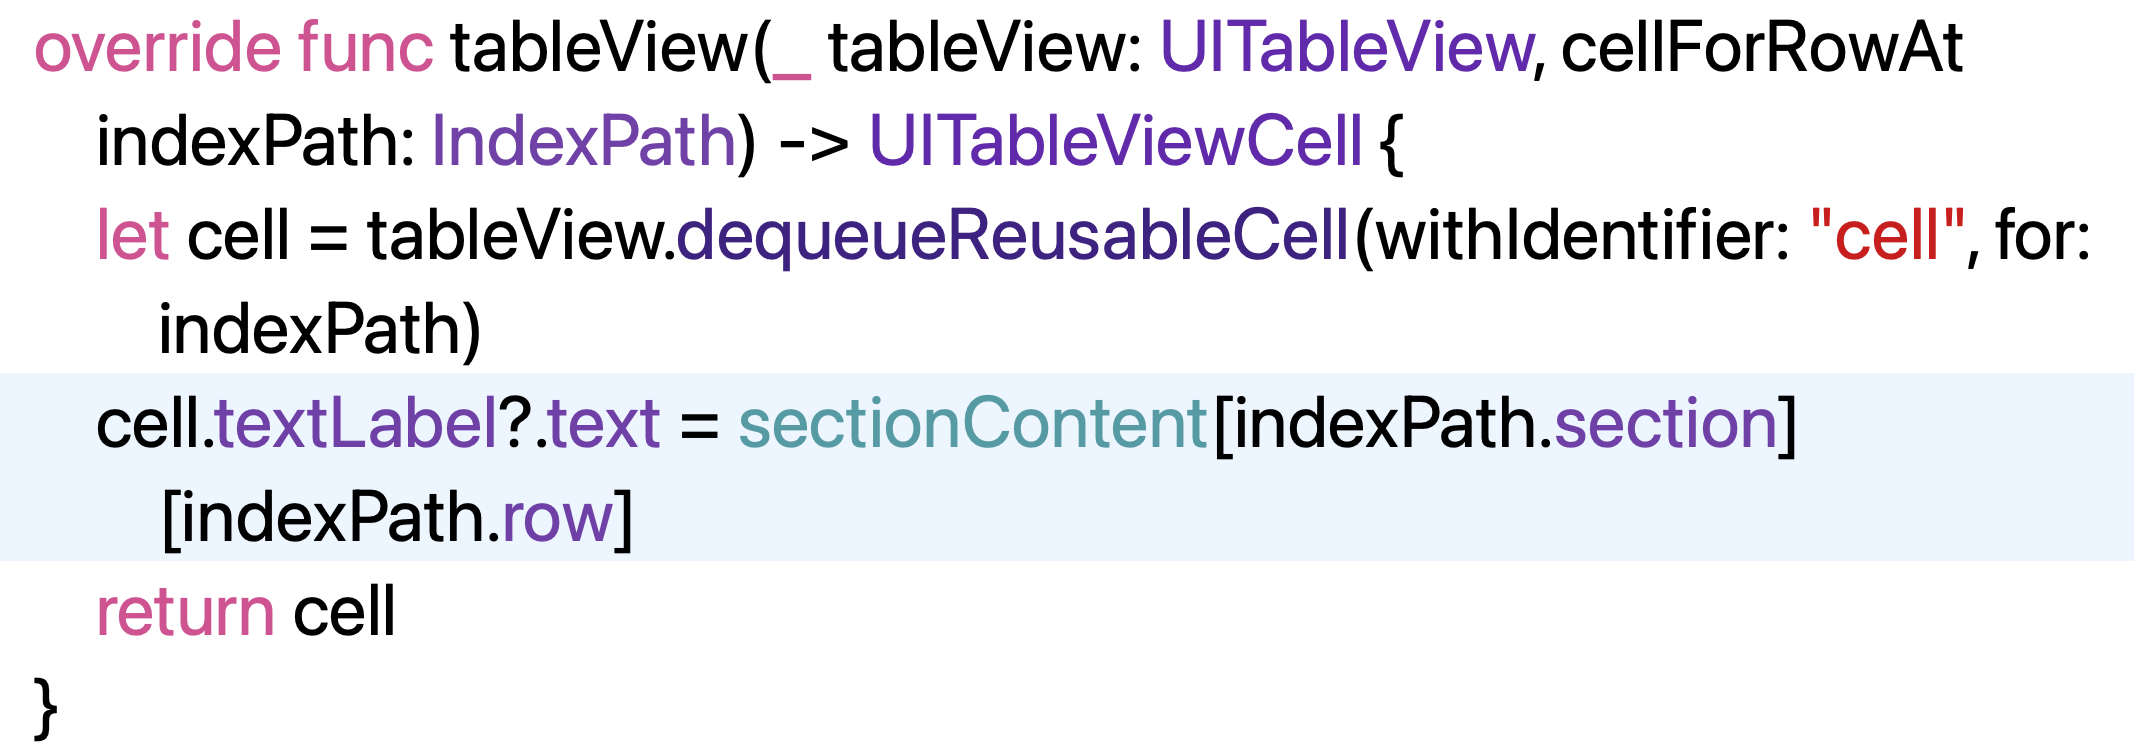 override func tableView(_ tableView: UITableView, cellForRowAt
indexPath: IndexPath) -> UITableViewCell {
let cell = tableView.dequeueReusableCell(withIdentifier: "cell", for:
indexPath)
cell.textLabel?.text = sectionContent[indexPath.section]
[indexPath.row]
return cell
}